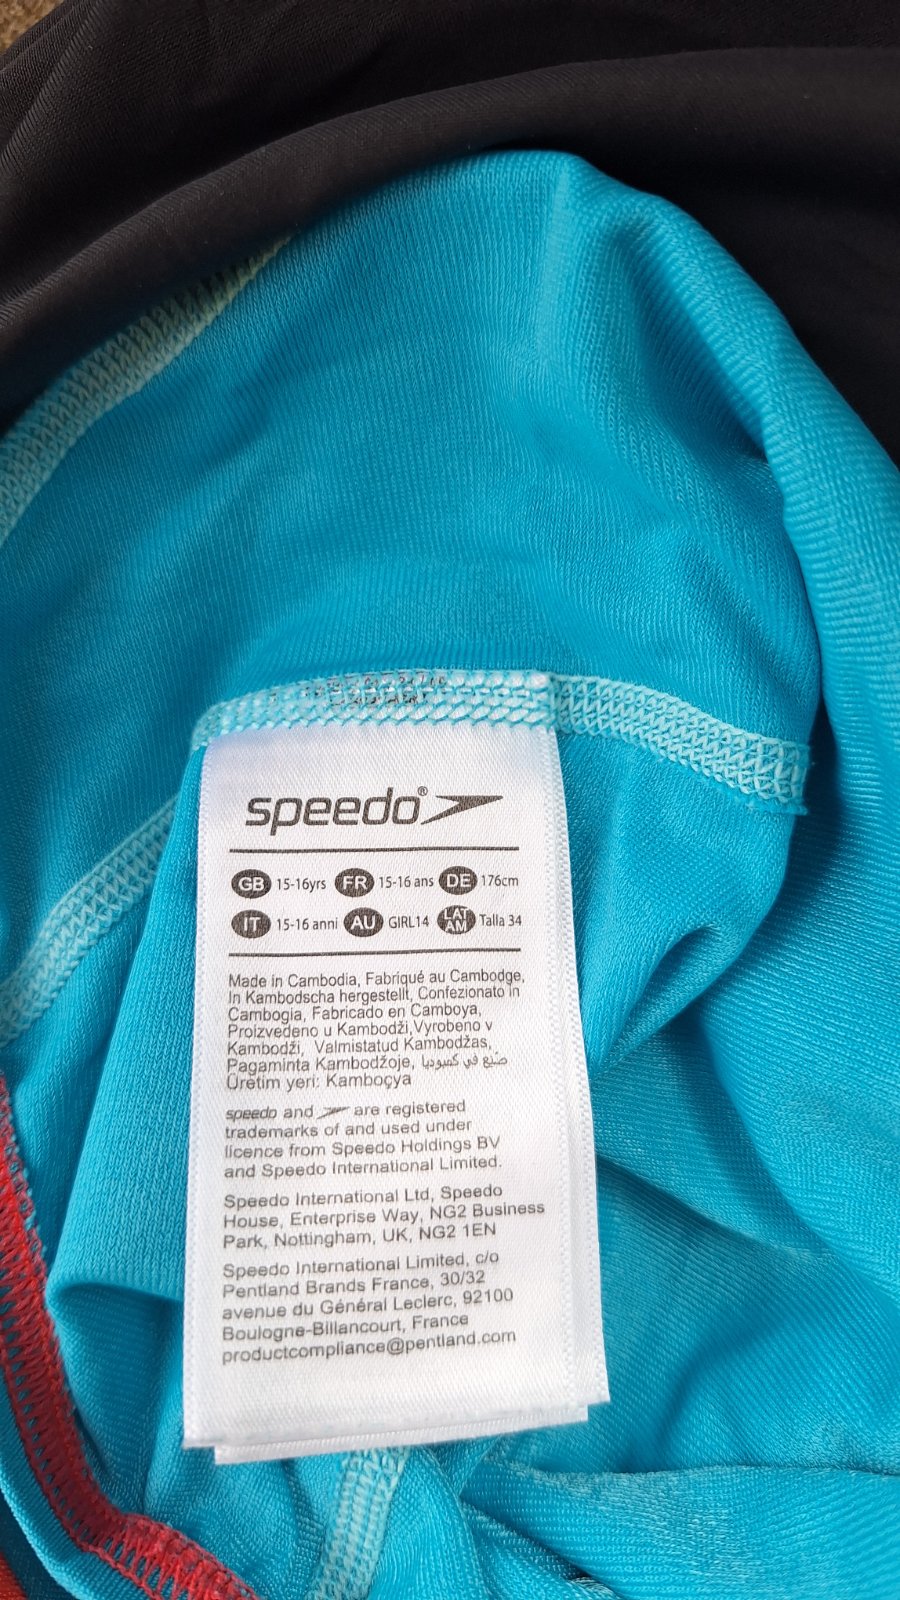 speedo®
GB 15-16yrs FR 15-16 ans DE 176cm
IT 15-16 anni AU GIRL14 LAT AM Talla 34
Made in Cambodia, Fabriqué au Cambodge,
In Kambodscha hergestellt, Confezionato in
Cambogia, Fabricado en Camboya,
Proizvedeno u Kambodži,Vyrobeno v
Kambodži, Valmistatud Kambodžas,
Pagaminta Kambodžoje, صنع في كمبوديا
Üretim yeri: Kamboçya
speedo and are registered
trademarks of and used under
licence from Speedo Holdings BV
and Speedo International Limited.
Speedo International Ltd, Speedo
House, Enterprise Way, NG2 Business
Park, Nottingham, UK, NG2 1EN
Speedo International Limited, c/o
Pentland Brands France, 30/32
avenue du Général Leclerc, 92100
Boulogne-Billancourt, France
productcompliance@pentland.com